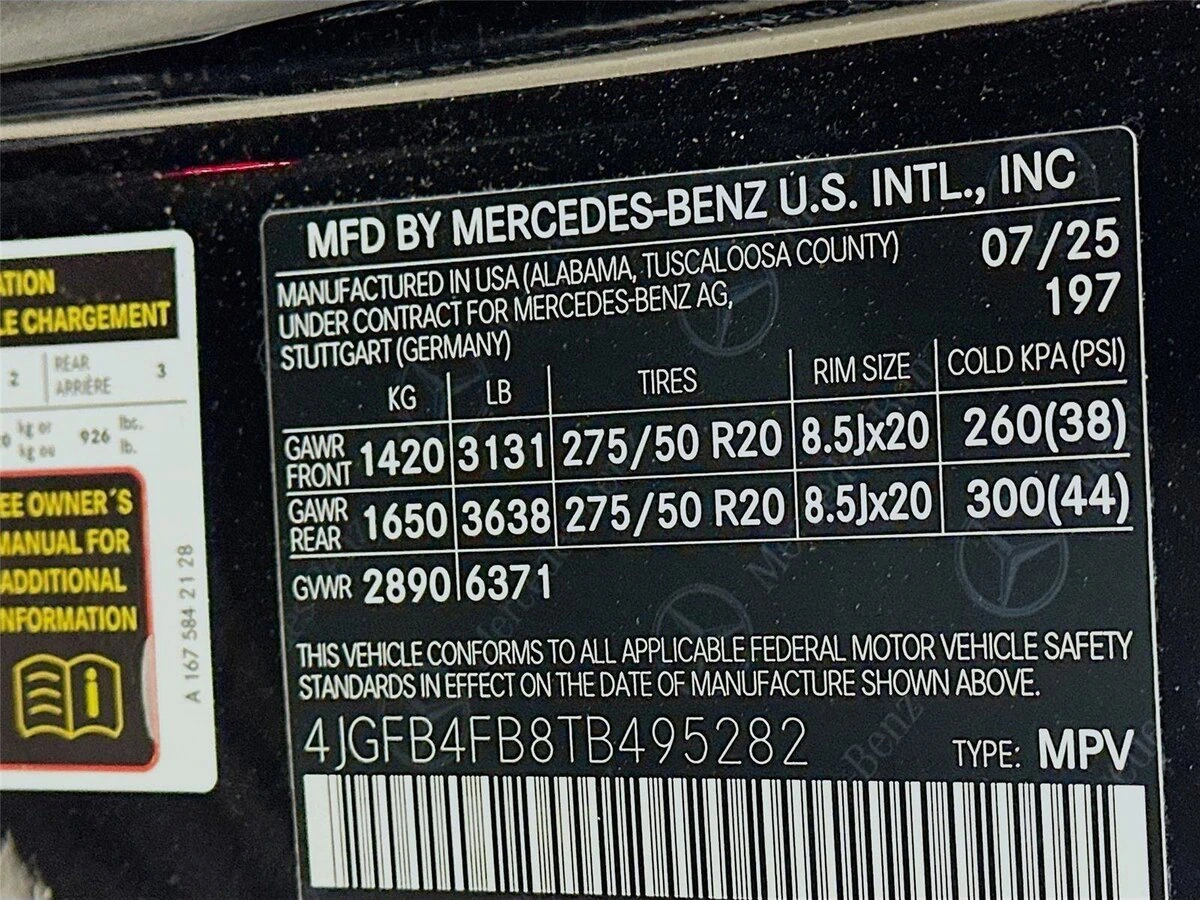 ATION
LE CHARGEMENT
2 REAR ARRIÈRE 3
kg or 926 lbs.
kg ou lb.
EE OWNER´S
MANUAL FOR
ADDITIONAL
NFORMATION
A 167 584 21 28
MFD BY MERCEDES-BENZ U.S. INTL., INC
MANUFACTURED IN USA (ALABAMA, TUSCALOOSA COUNTY) 07/25
UNDER CONTRACT FOR MERCEDES-BENZ AG, 197
STUTTGART (GERMANY)
KG LB TIRES RIM SIZE COLD KPA (PSI)
GAWR FRONT 1420 3131 275/50 R20 8.5Jx20 260(38)
GAWR REAR 1650 3638 275/50 R20 8.5Jx20 300(44)
GVWR 2890 6371
THIS VEHICLE CONFORMS TO ALL APPLICABLE FEDERAL MOTOR VEHICLE SAFETY
STANDARDS IN EFFECT ON THE DATE OF MANUFACTURE SHOWN ABOVE.
4JGFB4FB8TB495282 TYPE: MPV